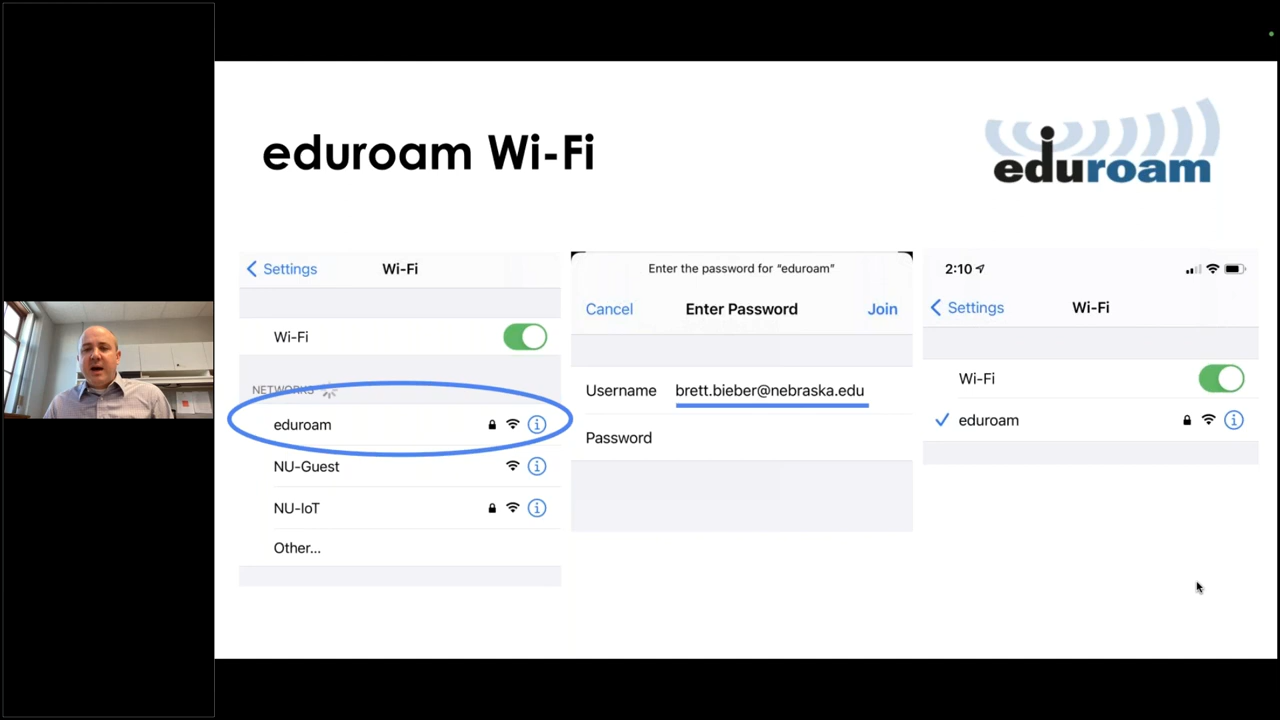 eduroam Wi-Fi
eduroam
Settings
Wi-Fi
Wi-Fi
NETWORKS
eduroam
NU-Guest
NU-IoT
Other...
Enter the password for “eduroam”
Cancel
Enter Password
Join
Username brett.bieber@nebraska.edu
Password
2:10
Settings
Wi-Fi
Wi-Fi
eduroam